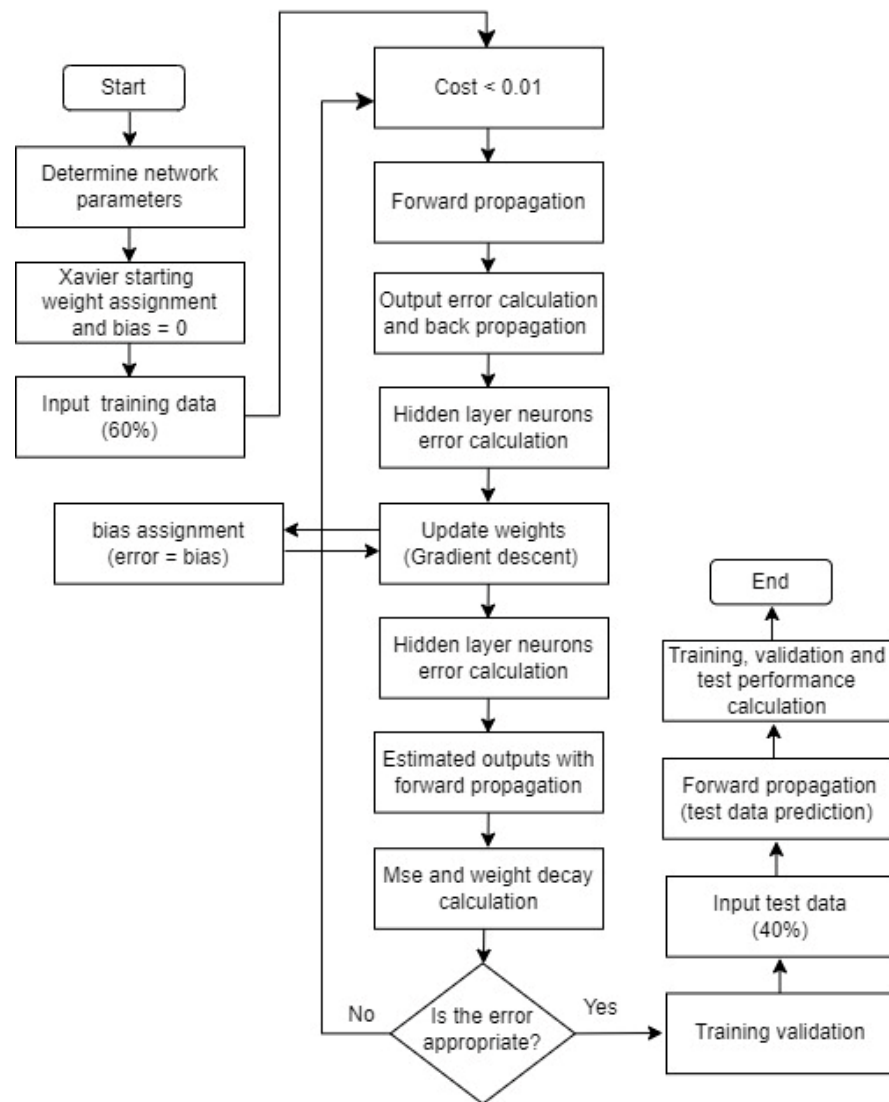 Start
Determine network
parameters
Xavier starting
weight assignment
and bias = 0
Input training data
(60%)
Cost < 0.01
Forward propagation
Output error calculation
and back propagation
Hidden layer neurons
error calculation
Update weights
(Gradient descent)
bias assignment
(error = bias)
Hidden layer neurons
error calculation
Estimated outputs with
forward propagation
Mse and weight decay
calculation
Is the error
appropriate?
No
Yes
Training validation
Input test data
(40%)
Forward propagation
(test data prediction)
Training, validation and
test performance
calculation
End